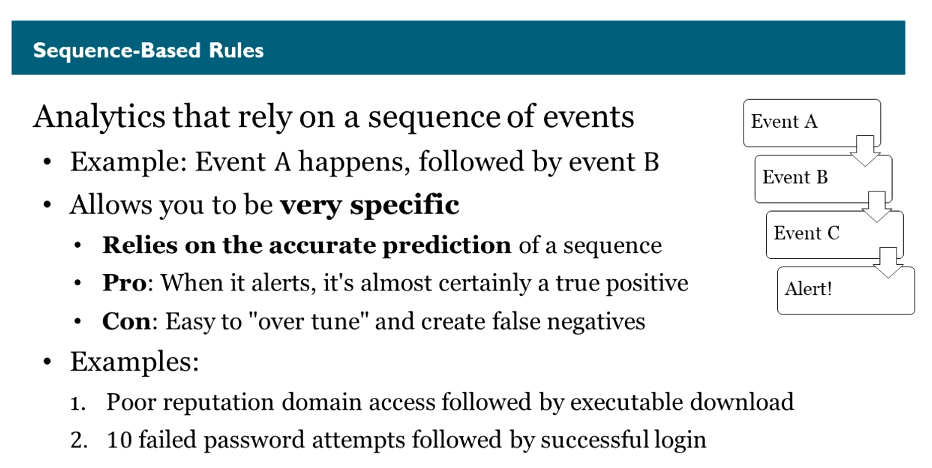 Sequence-Based Rules
Analytics that rely on a sequence of events
• Example: Event A happens, followed by event B
• Allows you to be very specific
• Relies on the accurate prediction of a sequence
• Pro: When it alerts, it's almost certainly a true positive
• Con: Easy to "over tune" and create false negatives
• Examples:
1. Poor reputation domain access followed by executable download
2. 10 failed password attempts followed by successful login
Event A
Event B
Event C
Alert!